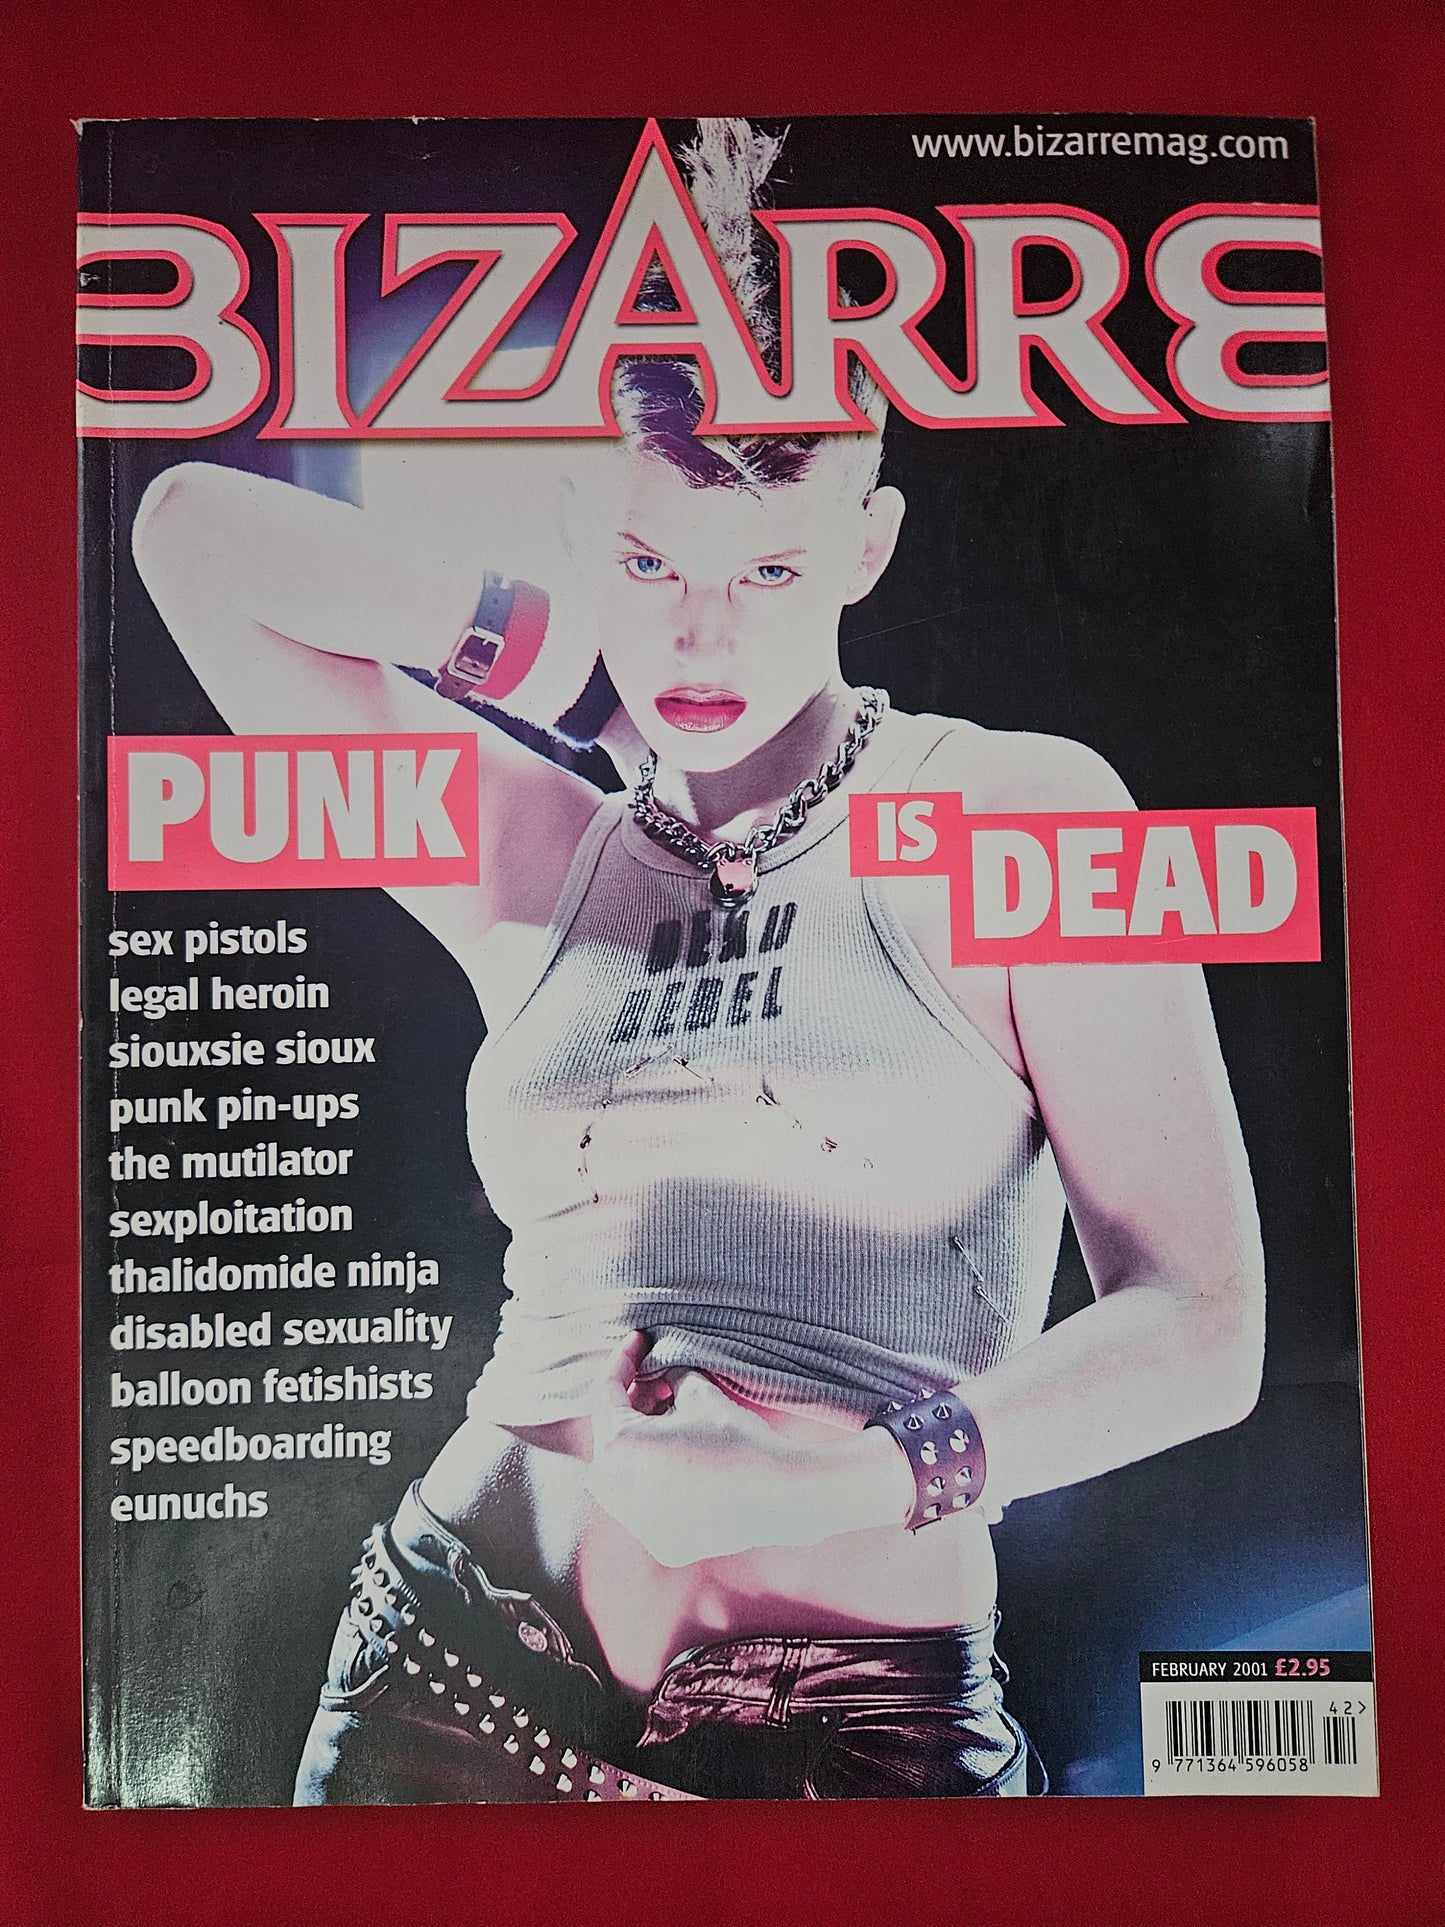 www.bizarremag.com
BIZARRE
PUNK
IS
DEAD
DEAD
REBEL
sex pistols
legal heroin
siouxsie sioux
punk pin-ups
the mutilator
sexploitation
thalidomide ninja
disabled sexuality
balloon fetishists
speedboarding
eunuchs
FEBRUARY 2001 £2.95
42>
9 771364 596058